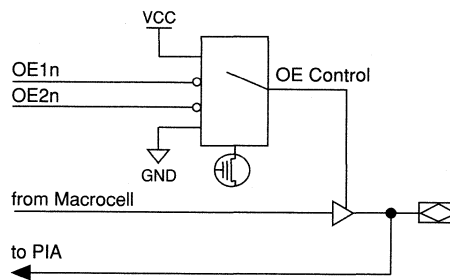 VCC
OE1n
OE2n
OE Control
GND
from Macrocell
to PIA